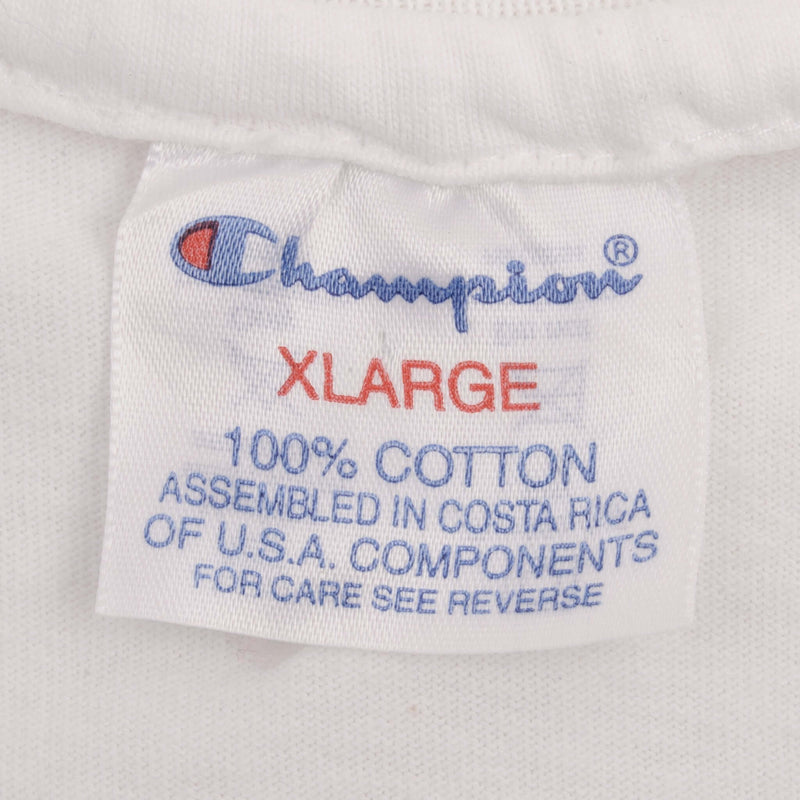 Champion®
XLARGE
100% COTTON
ASSEMBLED IN COSTA RICA
OF U.S.A. COMPONENTS
FOR CARE SEE REVERSE